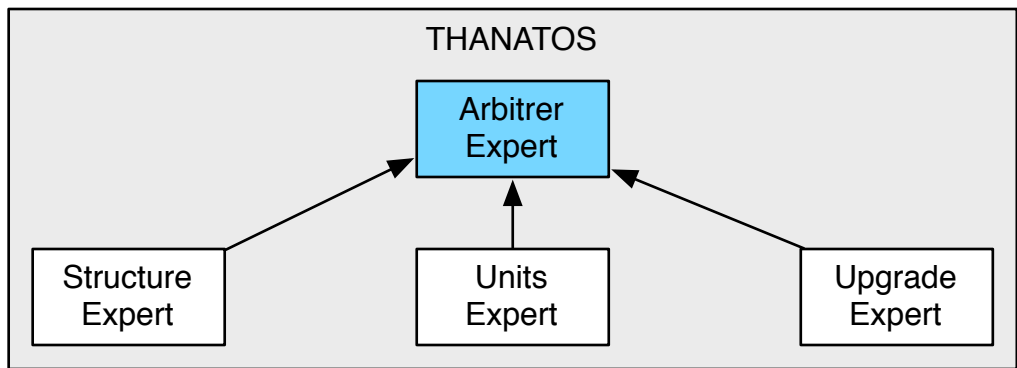 THANATOS
Arbitrer
Expert
Structure
Expert
Units
Expert
Upgrade
Expert